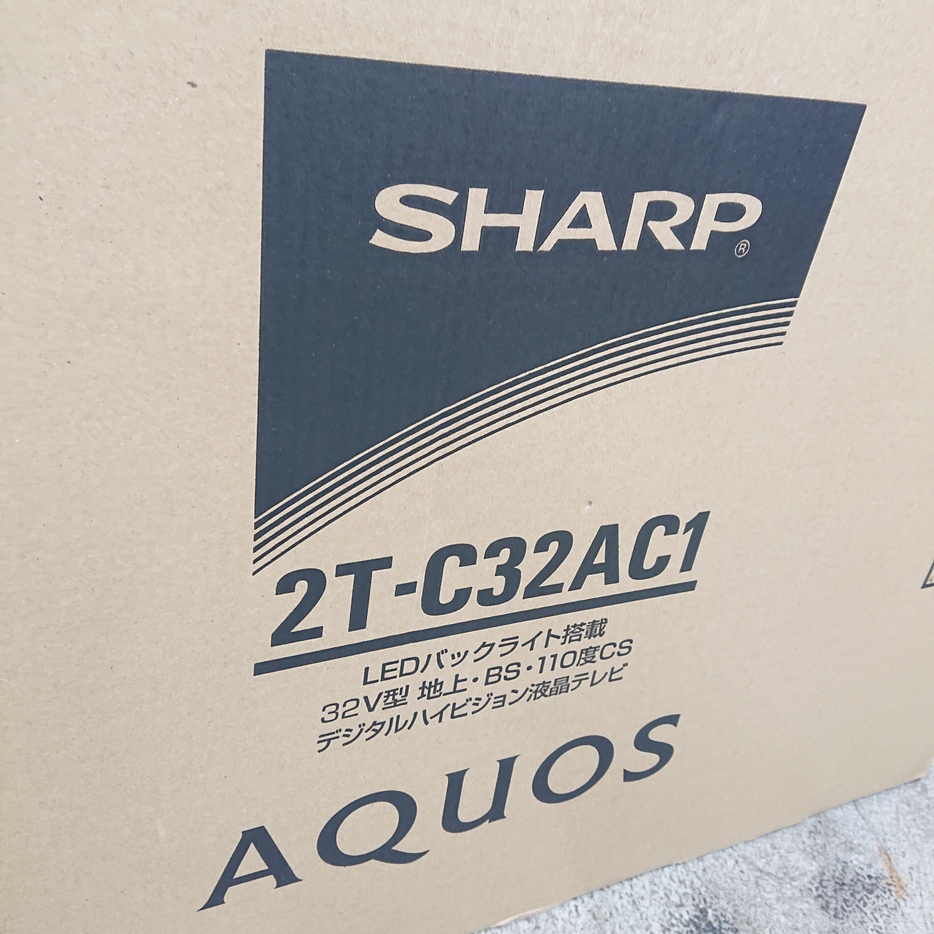 SHARP®
2T-C32AC1
LEDバックライト搭載
32V型 地上・BS・110度CS
デジタルハイビジョン液晶テレビ
AQUOS